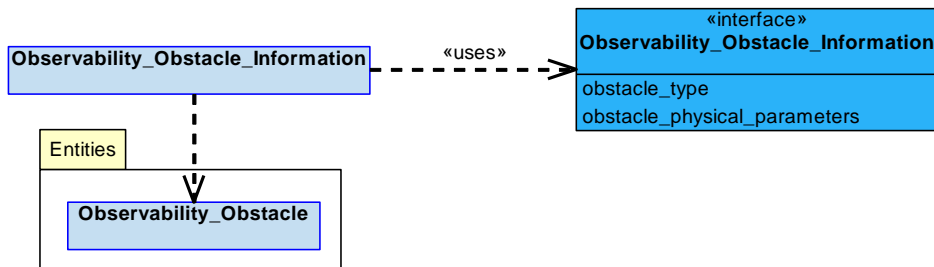 «interface»
Observability_Obstacle_Information
Observability_Obstacle_Information
«uses»
obstacle_type
obstacle_physical_parameters
Entities
Observability_Obstacle